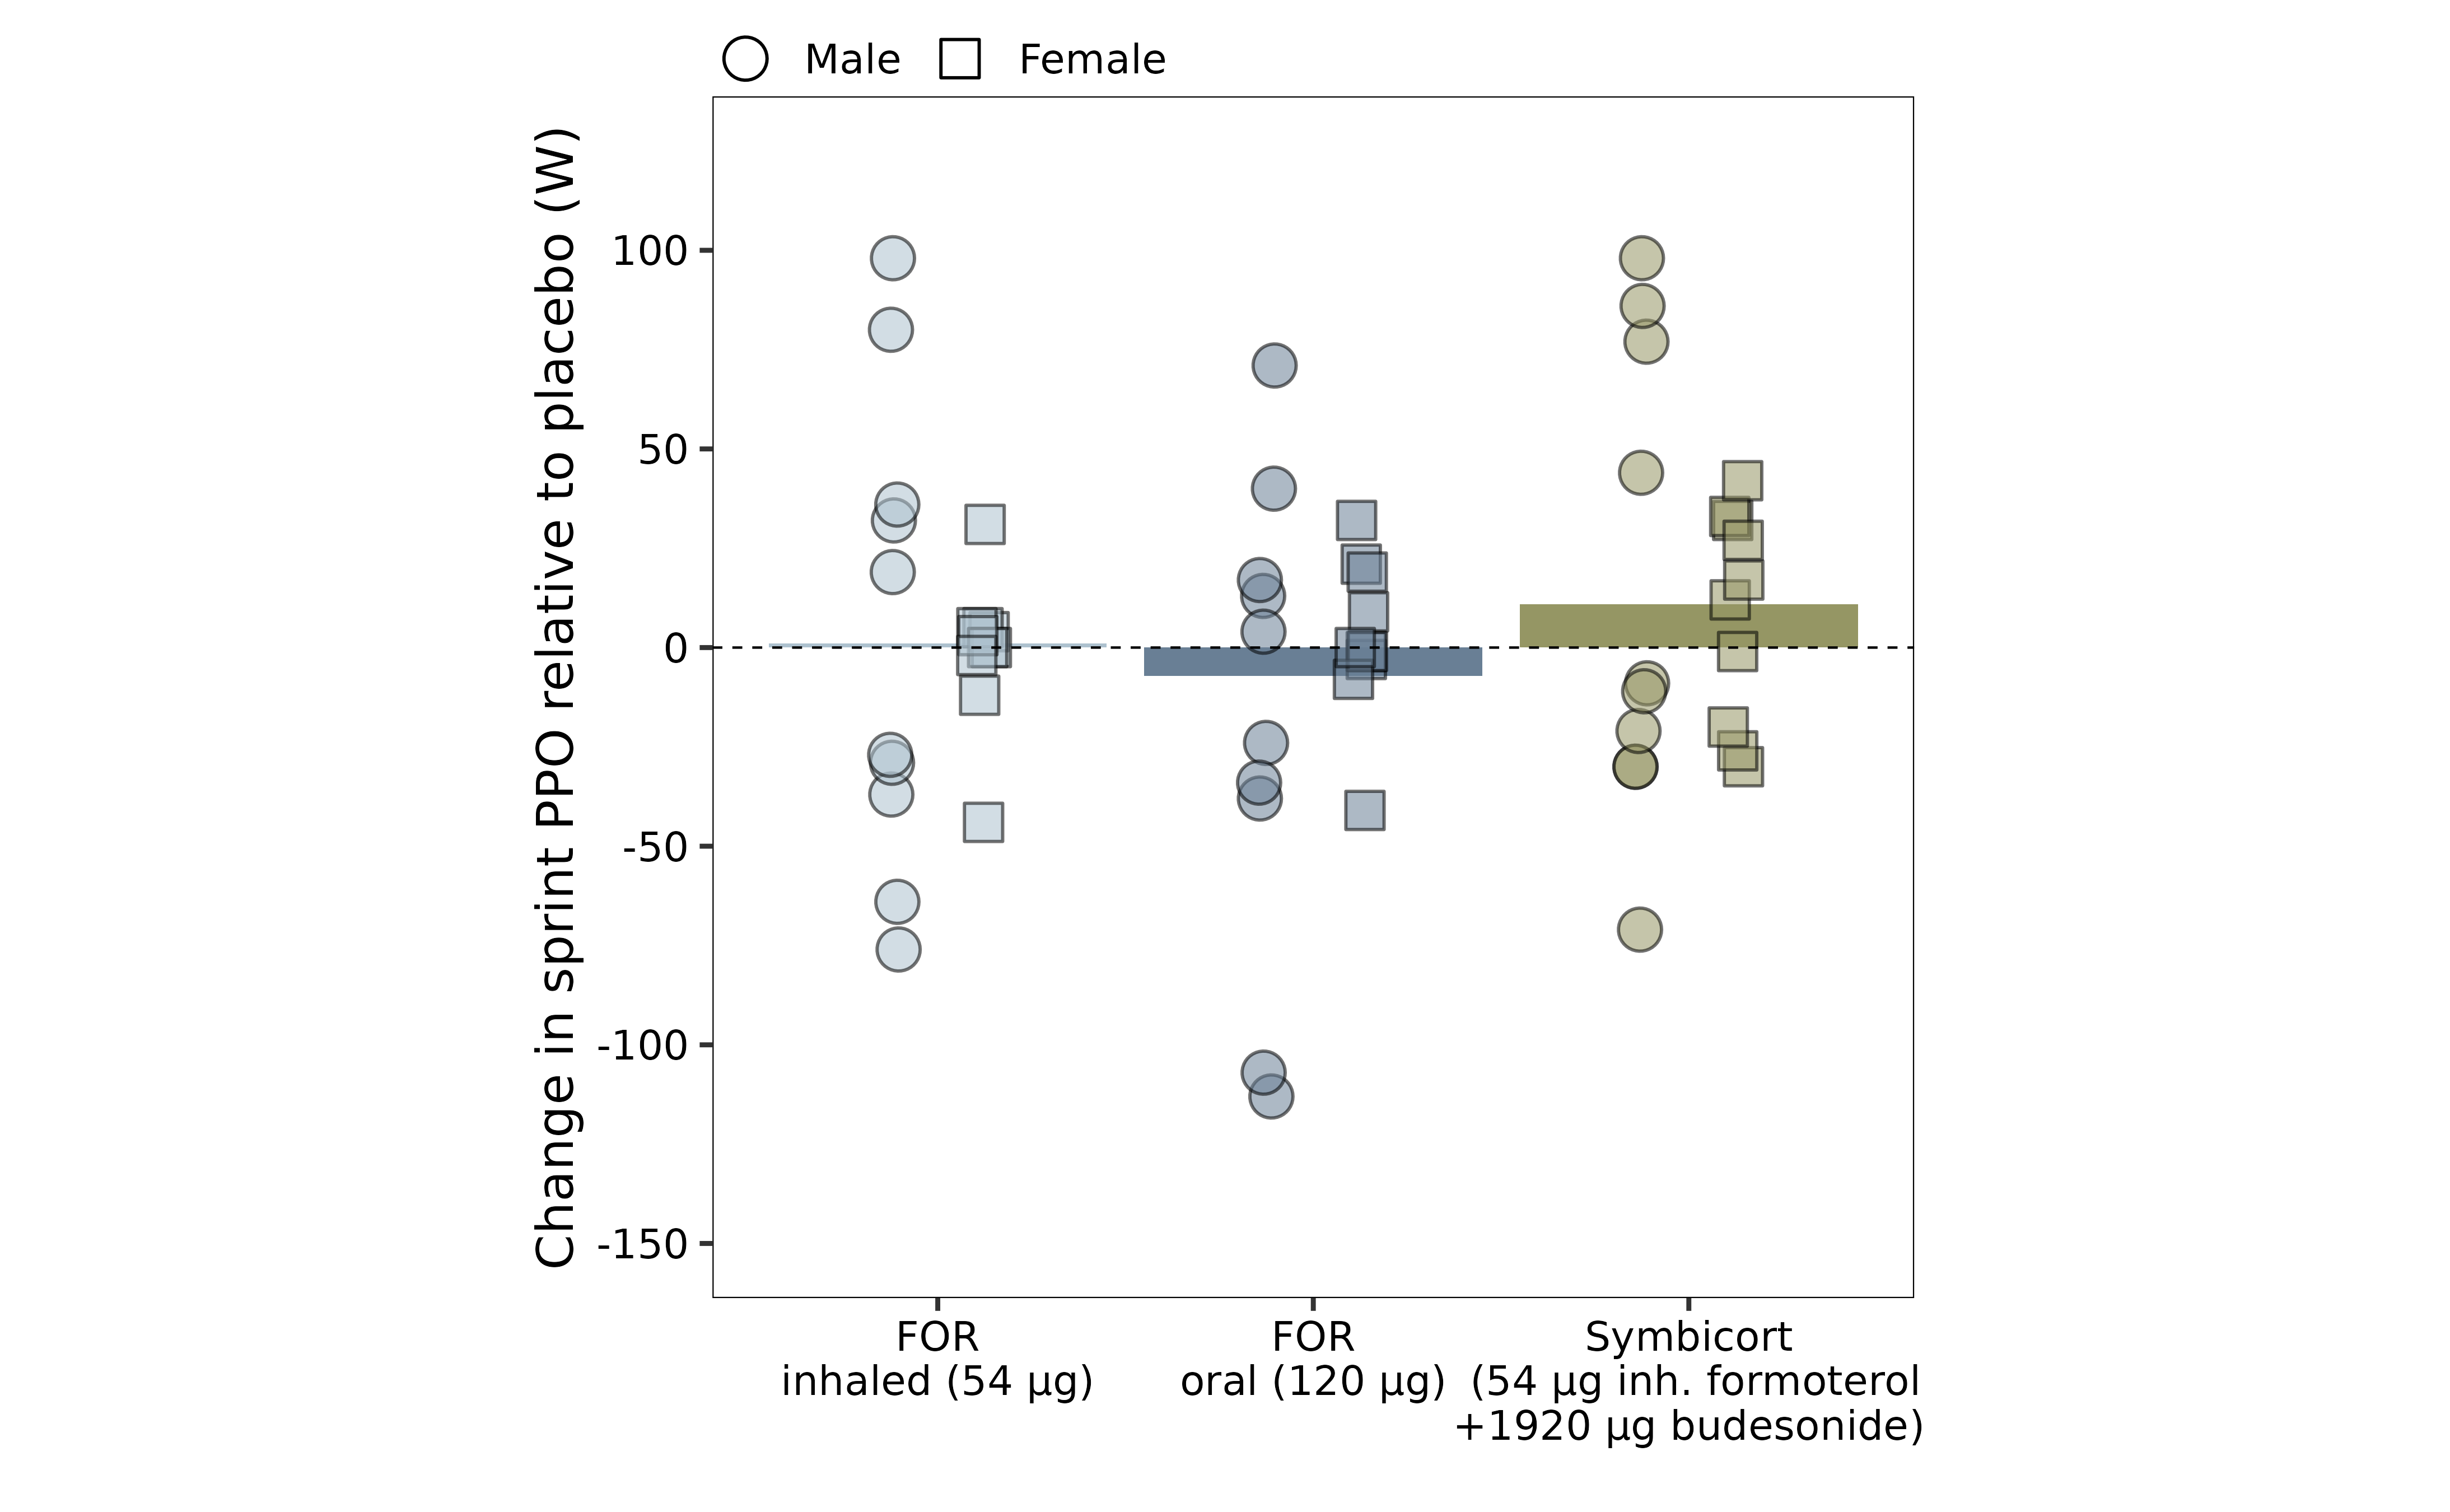 Male Female
Change in sprint PPO relative to placebo (W)
100
50
0
-50
-100
-150
FOR
inhaled (54 µg)
FOR
oral (120 µg)
Symbicort
(54 µg inh. formoterol
+1920 µg budesonide)